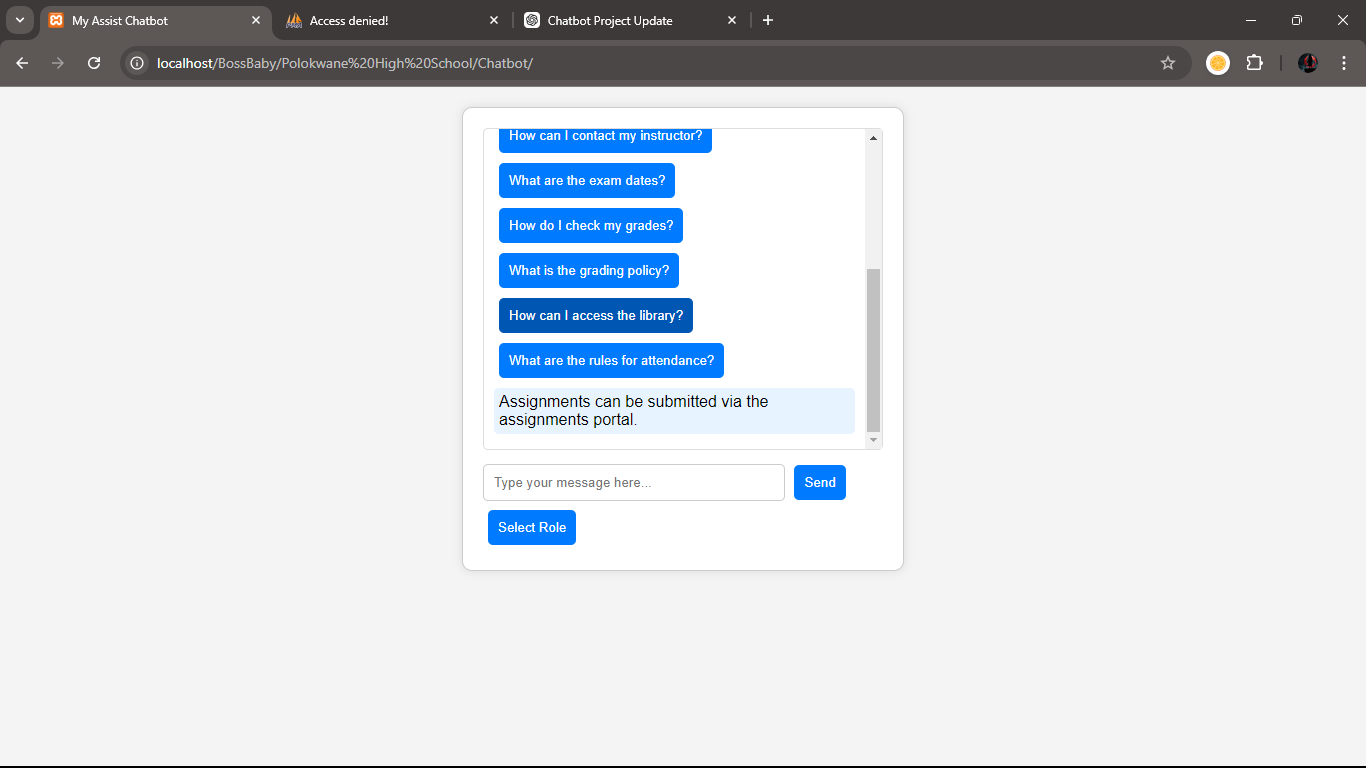 My Assist Chatbot
Access denied!
Chatbot Project Update
localhost/BossBaby/Polokwane%20High%20School/Chatbot/
How can I contact my instructor?
What are the exam dates?
How do I check my grades?
What is the grading policy?
How can I access the library?
What are the rules for attendance?
Assignments can be submitted via the
assignments portal.
Type your message here...
Send
Select Role